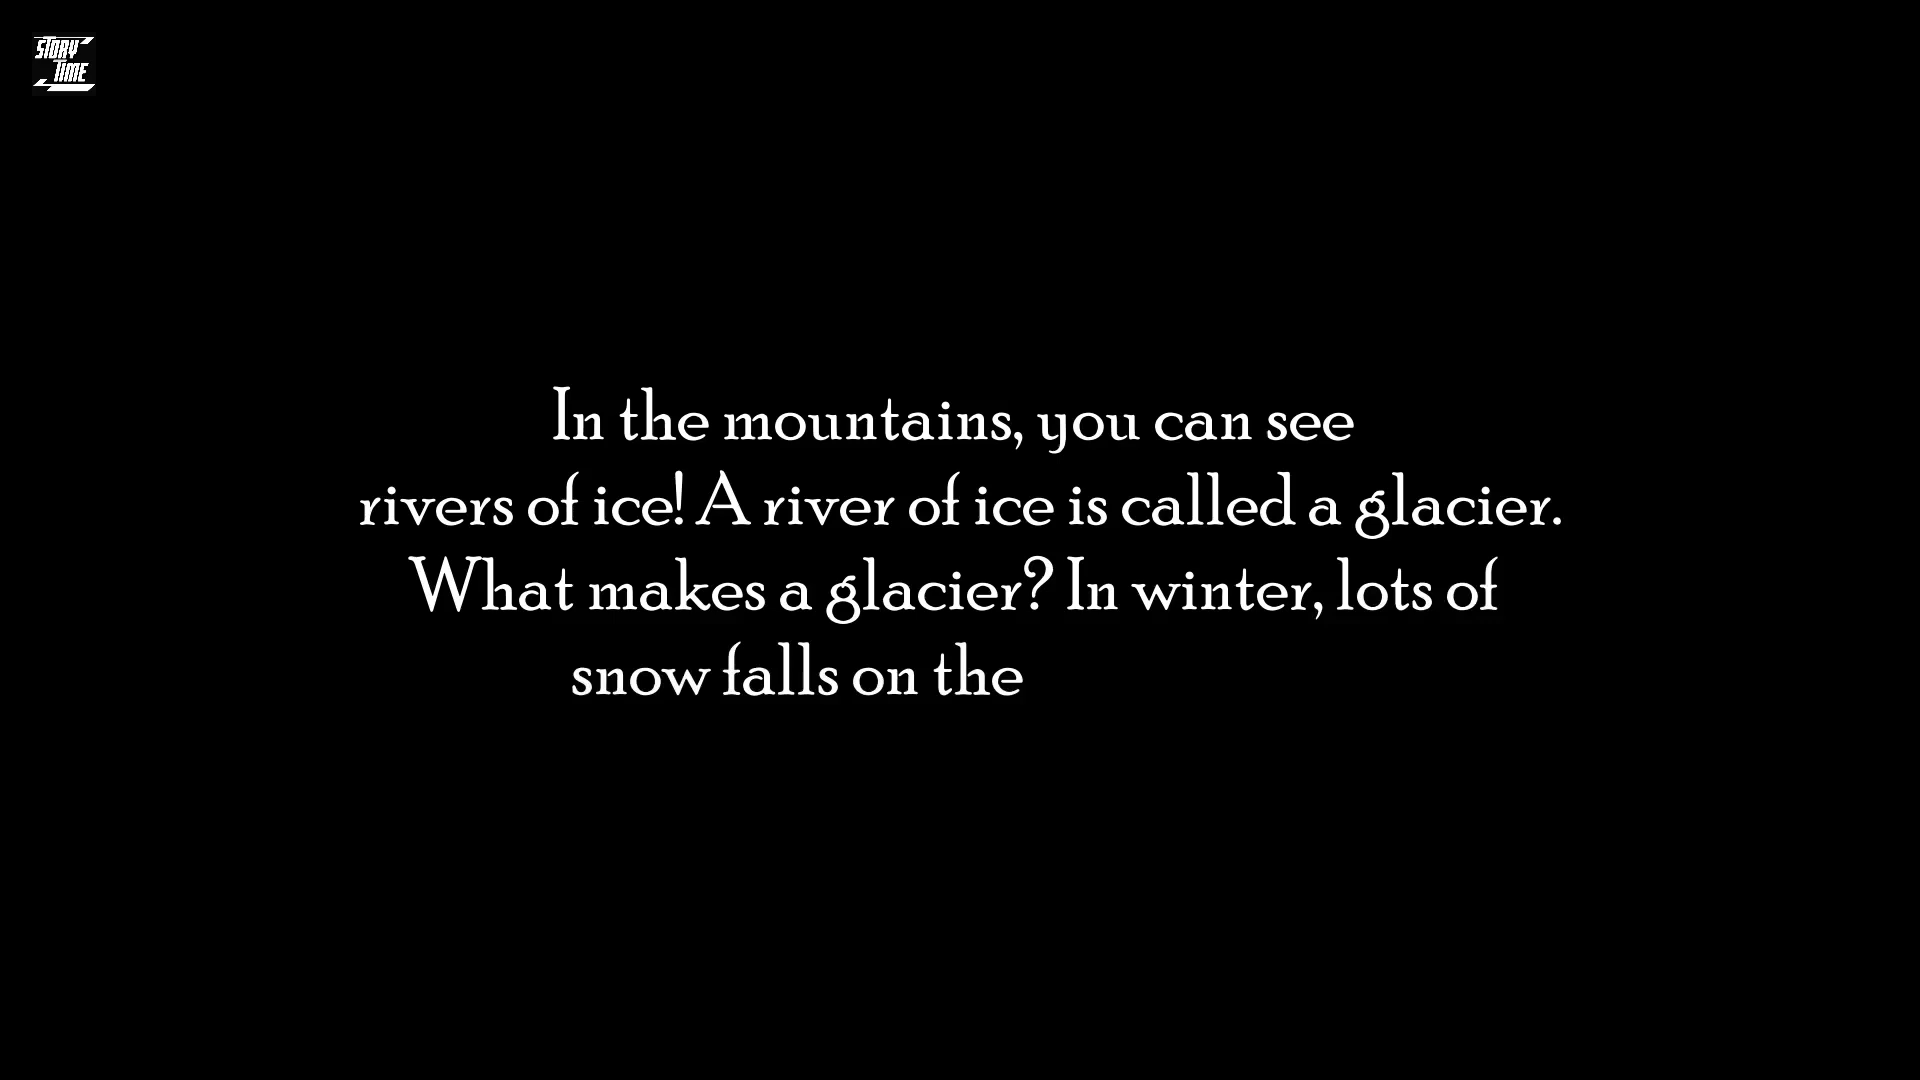 STORY
TIME
In the mountains, you can see
rivers of ice! A river of ice is called a glacier.
What makes a glacier? In winter, lots of
snow falls on the